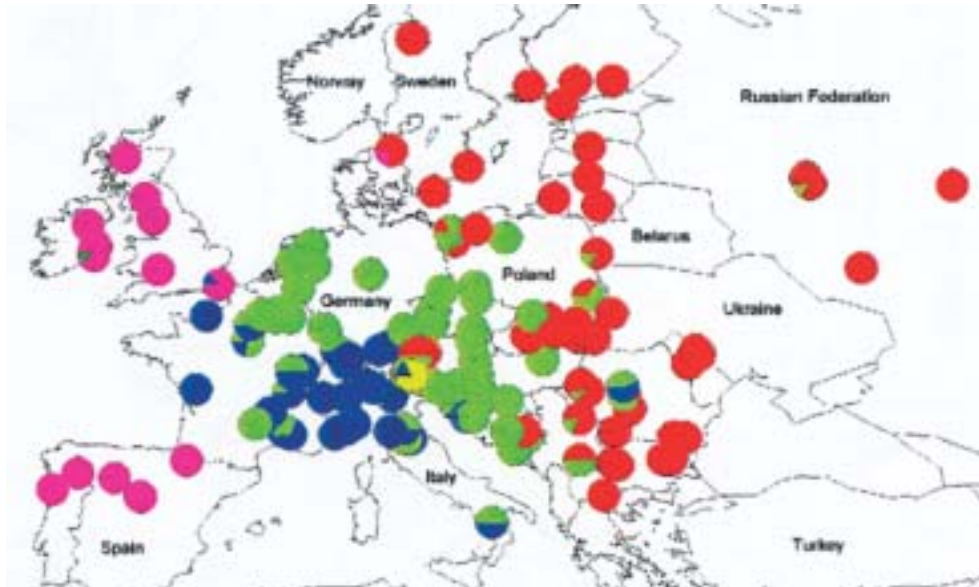 Norway
Sweden
Russian Federation
Belarus
Poland
Germany
Ukraine
Italy
Spain
Turkey